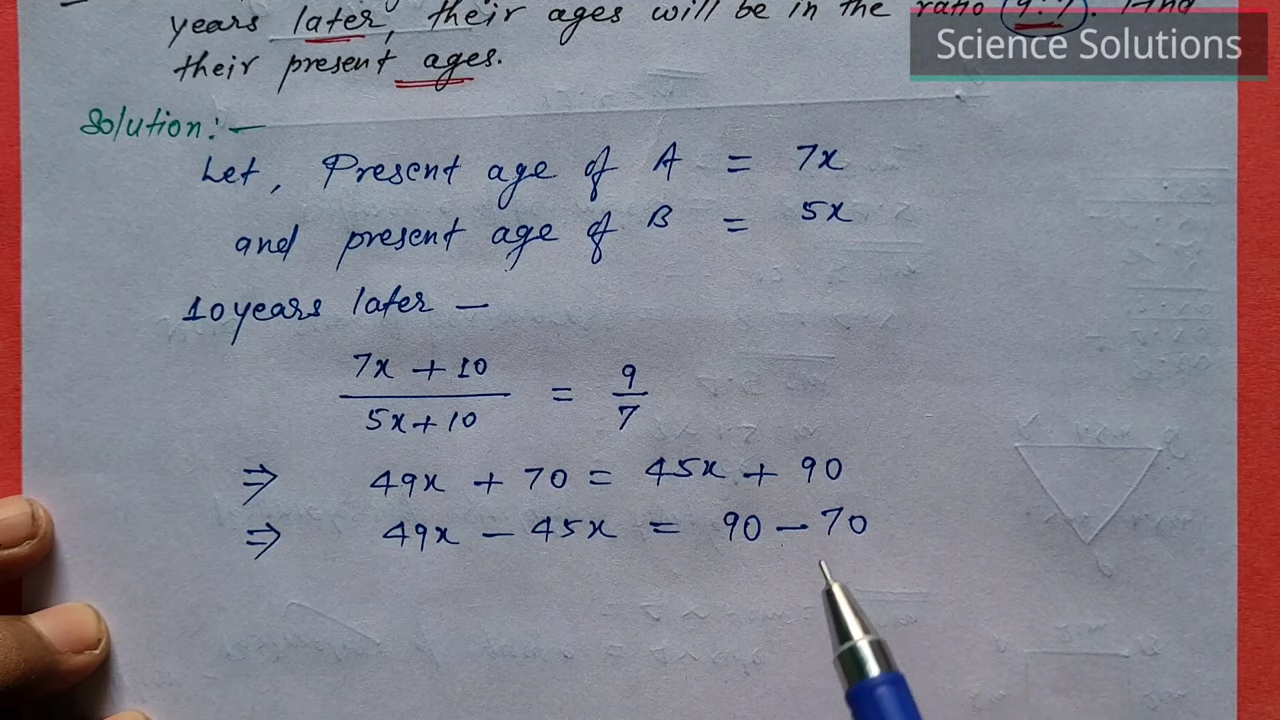 years later, their ages will be in the ratio 9:7.
Science Solutions
their present ages.
Solution:-
Let, Present age of A = 7x
and present age of B = 5x
10 years later —
7x + 10
5x + 10
= 9/7
⇒ 49x + 70 = 45x + 90
⇒ 49x - 45x = 90 - 70